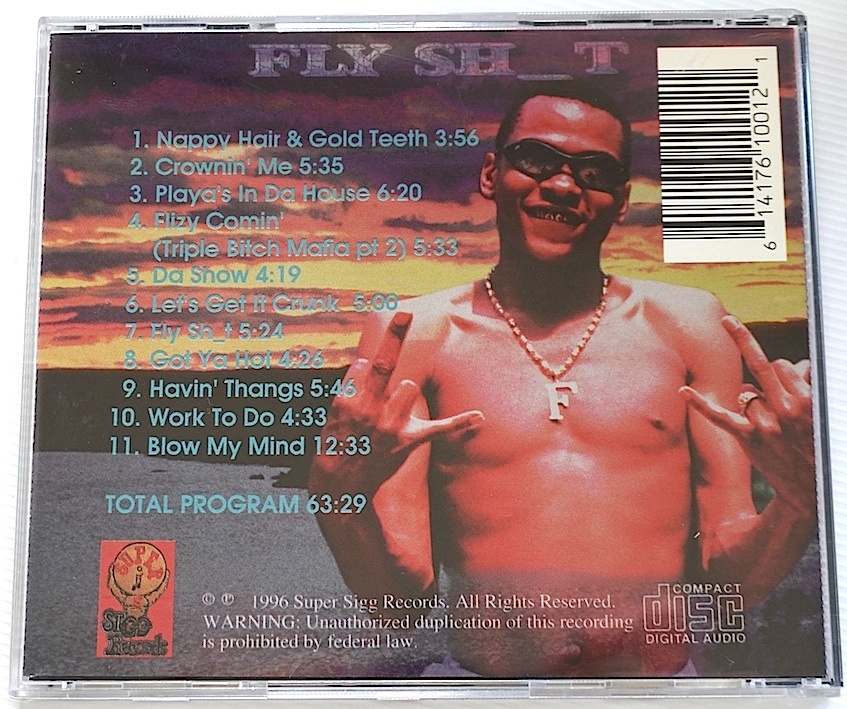 FLY SH_T
1. Nappy Hair & Gold Teeth 3:56
2. Crownin' Me 5:35
3. Playa's In Da House 6:20
4. Flizy Comin'
(Triple Bitch Mafia pt 2) 5:33
5. Da Show 4:19
6. Let's Get It Crunk 5:00
7. Fly Sh_t 5:24
8. Got Ya Hot 4:26
9. Havin' Thangs 5:46
10. Work To Do 4:33
11. Blow My Mind 12:33
TOTAL PROGRAM 63:29
6 14176 10012 1
F
SUPER
Sigg
Records
© ℗ 1996 Super Sigg Records. All Rights Reserved.
WARNING: Unauthorized duplication of this recording
is prohibited by federal law.
COMPACT
disc
DIGITAL AUDIO